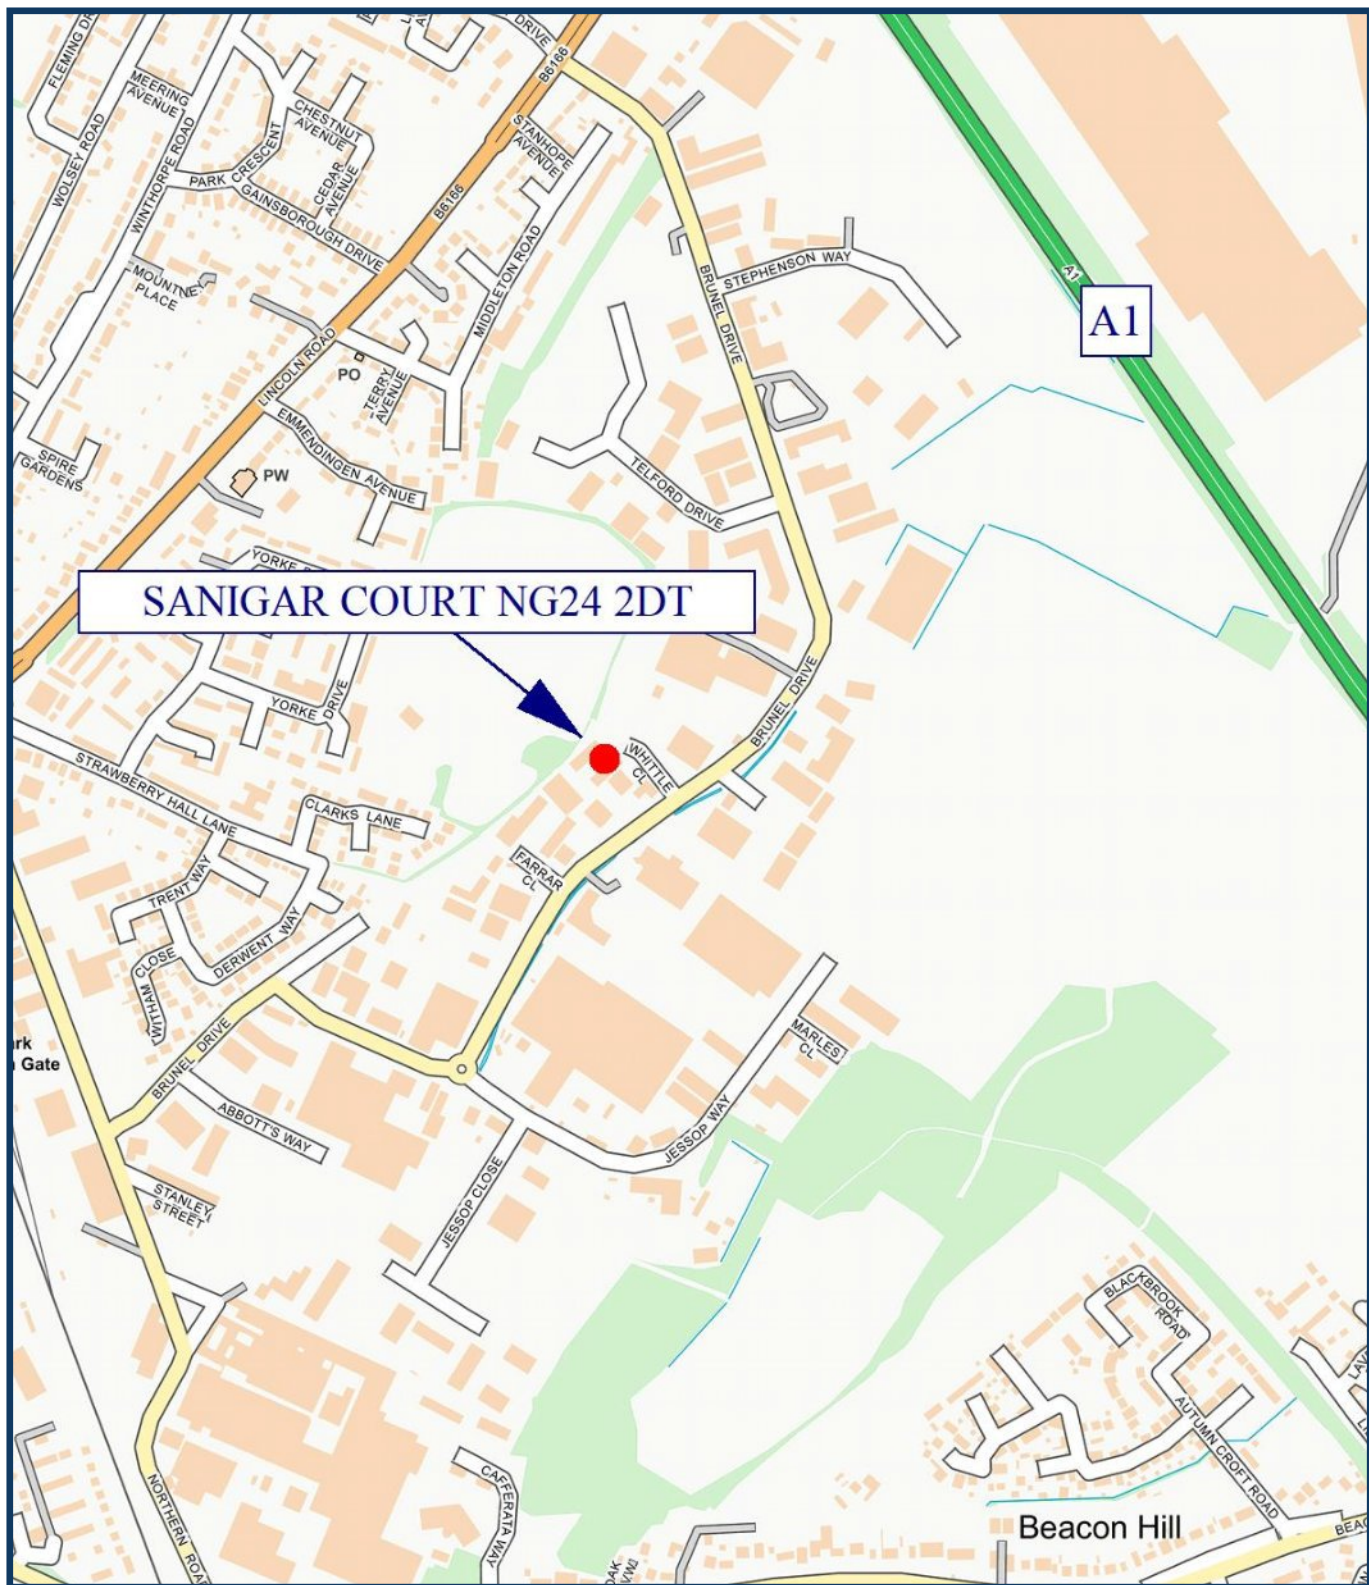 FLEMING DR
DRIVE
B6166
MEERING
AVENUE
CHESTNUT
AVENUE
STANHOPE
AVENUE
WOLSEY ROAD
WINTHORPE ROAD
PARK CRESCENT
CEDAR
AVENUE
GAINSBOROUGH DRIVE
B6166
MIDDLETON ROAD
BRUNEL DRIVE
STEPHENSON WAY
A1
A1
PLACE
LINCOLN ROAD
PO
TERRY
AVENUE
EMMENDINGEN AVENUE
SPIRE
GARDENS
PW
TELFORD DRIVE
YORKE
SANIGAR COURT NG24 2DT
BRUNEL DRIVE
YORKE DRIVE
WHITTLE
CL
STRAWBERRY HALL LANE
CLARKS LANE
FARRAR
CL
TRENT WAY
DERWENT WAY
WITHAM CLOSE
rk
Gate
BRUNEL DRIVE
MARLES
CL
ABBOTT'S WAY
JESSOP WAY
JESSOP CLOSE
STANLEY
STREET
BLACKBROOK
ROAD
LAV
AUTUMN CROFT ROAD
CAFFERATA WAY
NORTHERN ROAD
Beacon Hill
BEAC